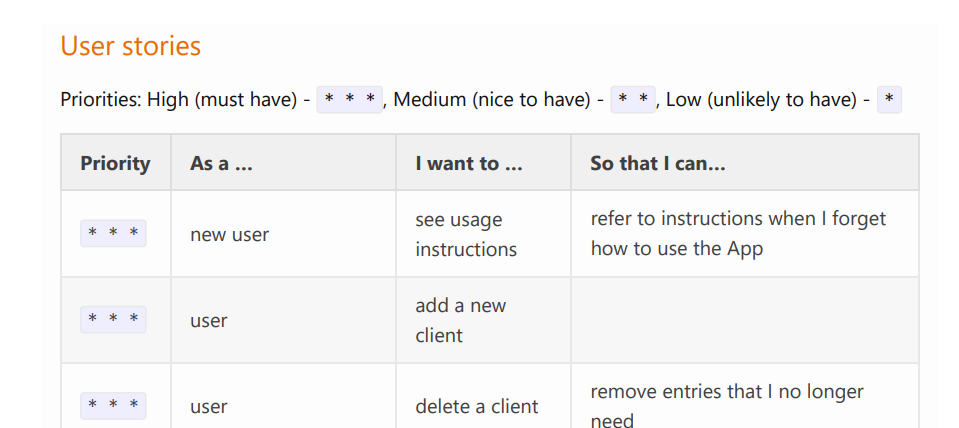 User stories
Priorities: High (must have) - * * *, Medium (nice to have) - * *, Low (unlikely to have) - *
Priority As a ... I want to ... So that I can...
* * * new user see usage instructions refer to instructions when I forget how to use the App
* * * user add a new client
* * * user delete a client remove entries that I no longer need